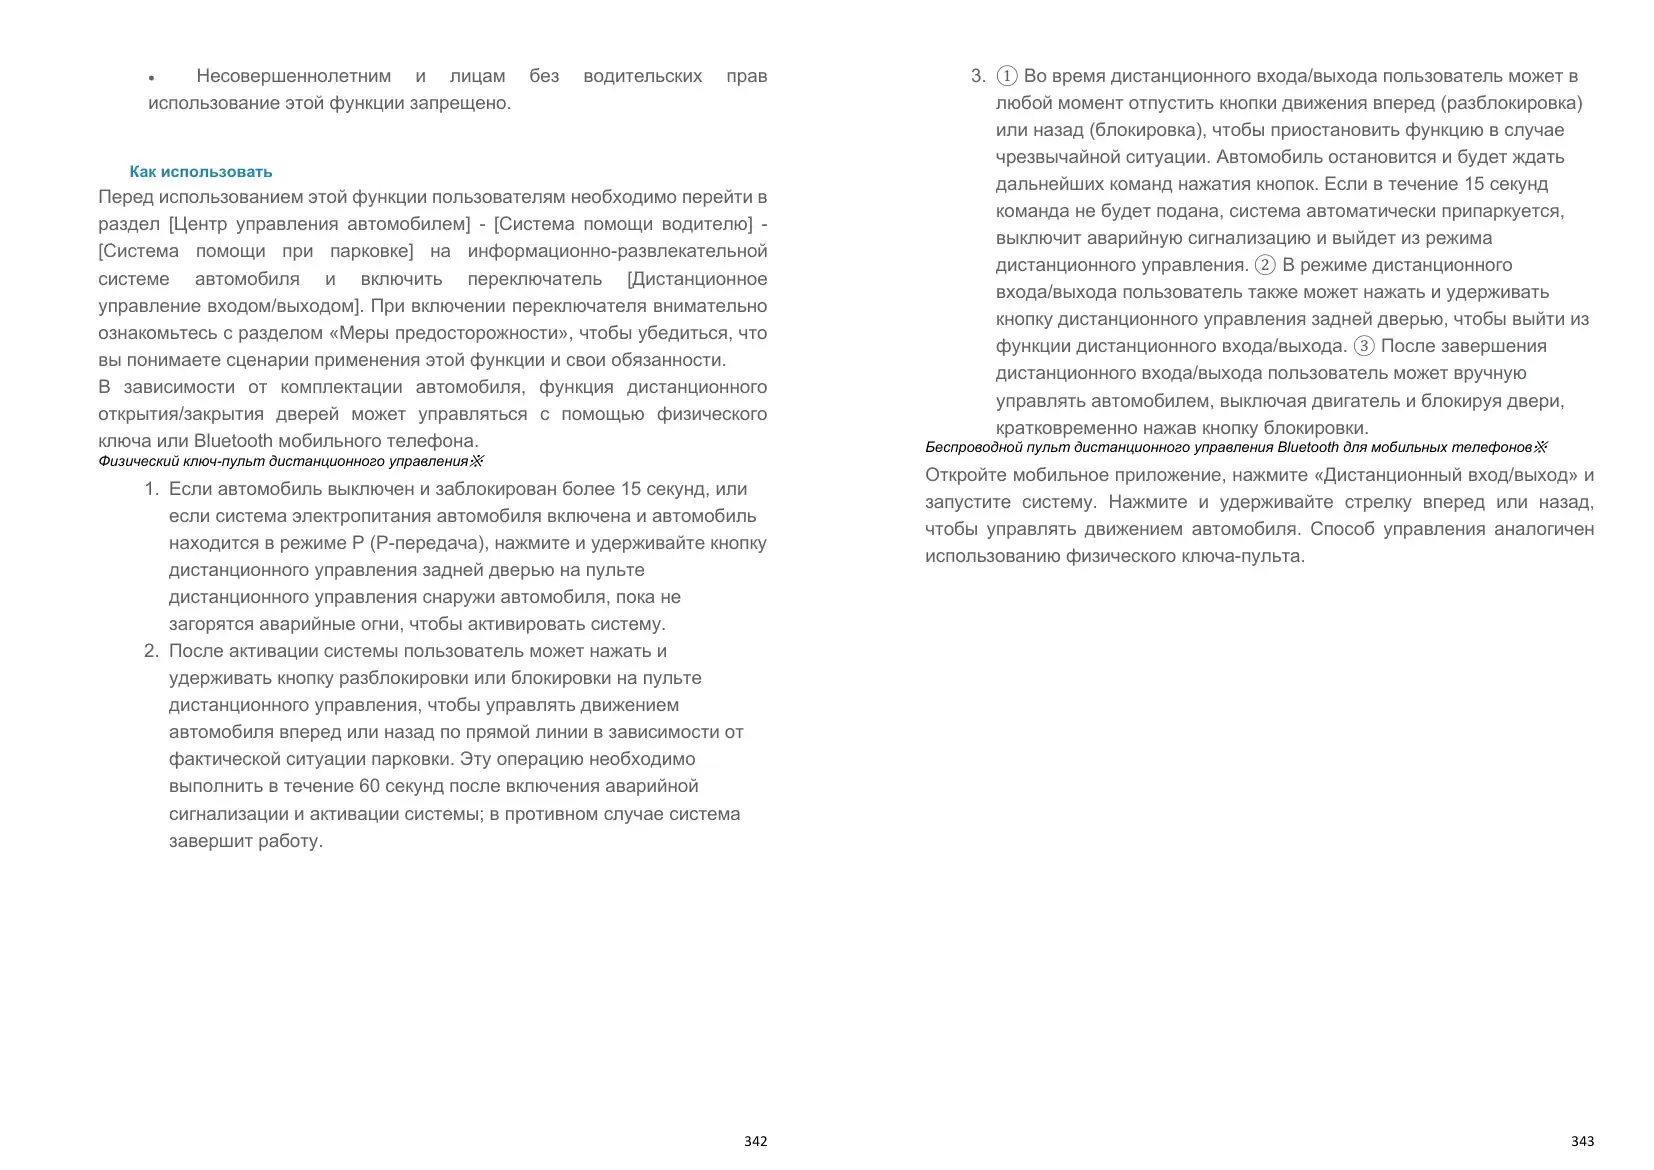 • Несовершеннолетним и лицам без водительских прав
использование этой функции запрещено.
Как использовать
Перед использованием этой функции пользователям необходимо перейти в
раздел [Центр управления автомобилем] - [Система помощи водителю] -
[Система помощи при парковке] на информационно-развлекательной
системе автомобиля и включить переключатель [Дистанционное
управление входом/выходом]. При включении переключателя внимательно
ознакомьтесь с разделом «Меры предосторожности», чтобы убедиться, что
вы понимаете сценарии применения этой функции и свои обязанности.
В зависимости от комплектации автомобиля, функция дистанционного
открытия/закрытия дверей может управляться с помощью физического
ключа или Bluetooth мобильного телефона.
Физический ключ-пульт дистанционного управления※
1. Если автомобиль выключен и заблокирован более 15 секунд, или
если система электропитания автомобиля включена и автомобиль
находится в режиме P (P-передача), нажмите и удерживайте кнопку
дистанционного управления задней дверью на пульте
дистанционного управления снаружи автомобиля, пока не
загорятся аварийные огни, чтобы активировать систему.
2. После активации системы пользователь может нажать и
удерживать кнопку разблокировки или блокировки на пульте
дистанционного управления, чтобы управлять движением
автомобиля вперед или назад по прямой линии в зависимости от
фактической ситуации парковки. Эту операцию необходимо
выполнить в течение 60 секунд после включения аварийной
сигнализации и активации системы; в противном случае система
завершит работу.
342
3. ① Во время дистанционного входа/выхода пользователь может в
любой момент отпустить кнопки движения вперед (разблокировка)
или назад (блокировка), чтобы приостановить функцию в случае
чрезвычайной ситуации. Автомобиль остановится и будет ждать
дальнейших команд нажатия кнопок. Если в течение 15 секунд
команда не будет подана, система автоматически припаркуется,
выключит аварийную сигнализацию и выйдет из режима
дистанционного управления. ② В режиме дистанционного
входа/выхода пользователь также может нажать и удерживать
кнопку дистанционного управления задней дверью, чтобы выйти из
функции дистанционного входа/выхода. ③ После завершения
дистанционного входа/выхода пользователь может вручную
управлять автомобилем, выключая двигатель и блокируя двери,
кратковременно нажав кнопку блокировки.
Беспроводной пульт дистанционного управления Bluetooth для мобильных телефонов※
Откройте мобильное приложение, нажмите «Дистанционный вход/выход» и
запустите систему. Нажмите и удерживайте стрелку вперед или назад,
чтобы управлять движением автомобиля. Способ управления аналогичен
использованию физического ключа-пульта.
343